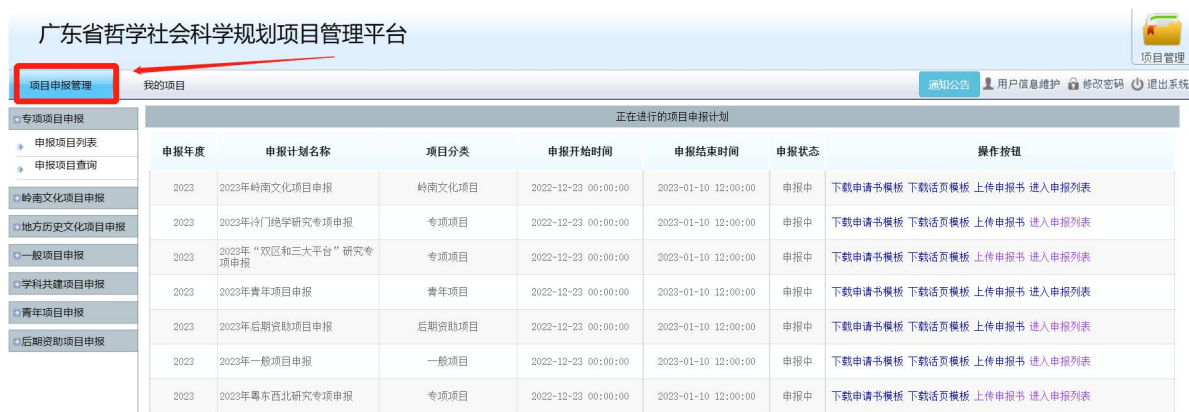 广东省哲学社会科学规划项目管理平台
项目管理
项目申报管理 我的项目 通知公告 用户信息维护 修改密码 退出系统
专项项目申报
申报项目列表
申报项目查询
岭南文化项目申报
地方历史文化项目申报
一般项目申报
学科共建项目申报
青年项目申报
后期资助项目申报
正在进行的项目申报计划
申报年度 申报计划名称 项目分类 申报开始时间 申报结束时间 申报状态 操作按钮
2023 2023年岭南文化项目申报 岭南文化项目 2022-12-23 00:00:00 2023-01-10 12:00:00 申报中 下载申请书模板 下载活页模板 上传申报书 进入申报列表
2023 2023年冷门绝学研究专项申报 专项项目 2022-12-23 00:00:00 2023-01-10 12:00:00 申报中 下载申请书模板 下载活页模板 上传申报书 进入申报列表
2023 2023年“双区和三大平台”研究专
项申报 专项项目 2022-12-23 00:00:00 2023-01-10 12:00:00 申报中 下载申请书模板 下载活页模板 上传申报书 进入申报列表
2023 2023年青年项目申报 青年项目 2022-12-23 00:00:00 2023-01-10 12:00:00 申报中 下载申请书模板 下载活页模板 上传申报书 进入申报列表
2023 2023年后期资助项目申报 后期资助项目 2022-12-23 00:00:00 2023-01-10 12:00:00 申报中 下载申请书模板 下载活页模板 上传申报书 进入申报列表
2023 2023年一般项目申报 一般项目 2022-12-23 00:00:00 2023-01-10 12:00:00 申报中 下载申请书模板 下载活页模板 上传申报书 进入申报列表
2023 2023年粤东西北研究专项申报 专项项目 2022-12-23 00:00:00 2023-01-10 12:00:00 申报中 下载申请书模板 下载活页模板 上传申报书 进入申报列表